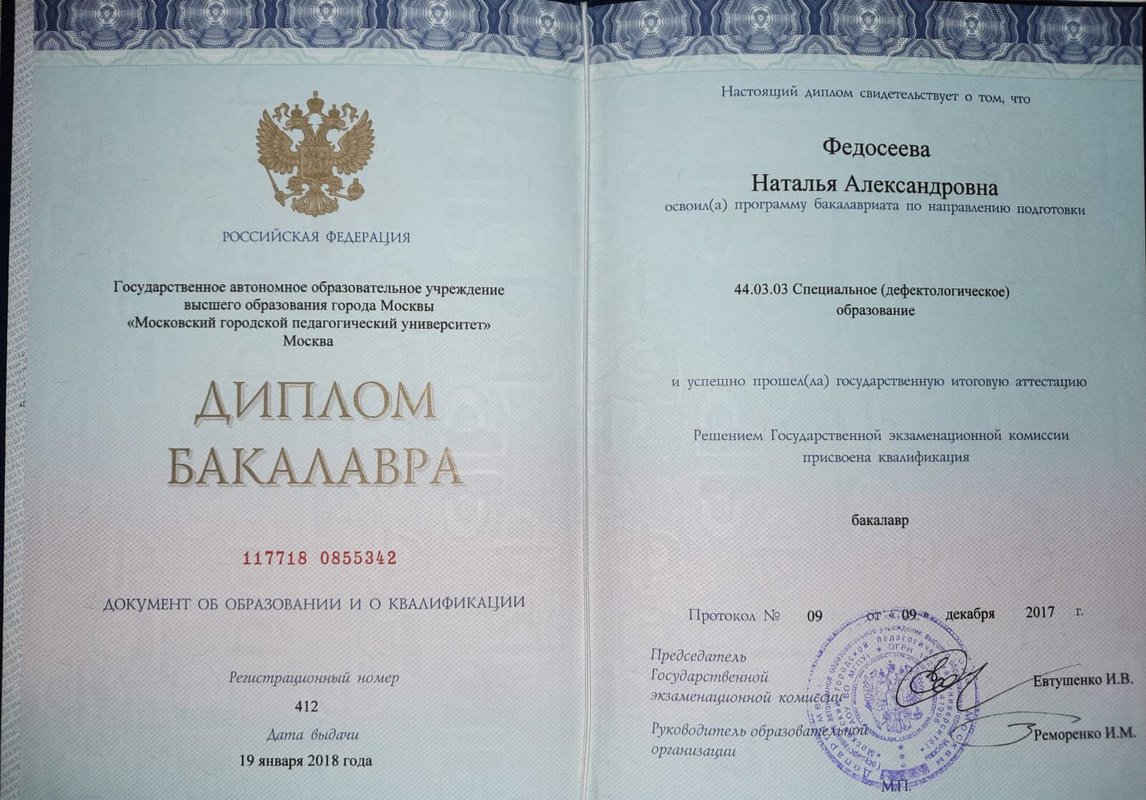 РОССИЙСКАЯ ФЕДЕРАЦИЯ
Государственное автономное образовательное учреждение
высшего образования города Москвы
«Московский городской педагогический университет»
Москва
ДИПЛОМ
БАКАЛАВРА
117718 0855342
ДОКУМЕНТ ОБ ОБРАЗОВАНИИ И О КВАЛИФИКАЦИИ
Регистрационный номер
412
Дата выдачи
19 января 2018 года
Настоящий диплом свидетельствует о том, что
Федосеева
Наталья Александровна
освоил(а) программу бакалавриата по направлению подготовки
44.03.03 Специальное (дефектологическое)
образование
и успешно прошел(ла) государственную итоговую аттестацию
Решением Государственной экзаменационной комиссии
присвоена квалификация
бакалавр
Протокол № 09 от « 09 » декабря 2017 г.
Председатель
Государственной
экзаменационной комиссии
Евтушенко И.В.
Руководитель образовательной
организации
Реморенко И.М.
М.П.